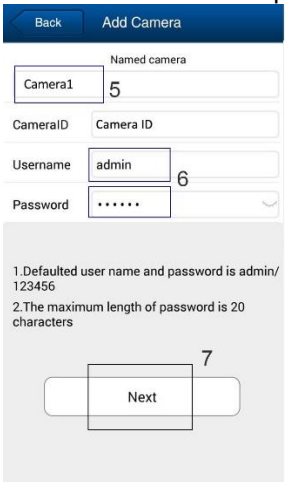 Back Add Camera
Named camera
Camera1 5
CameraID Camera ID
Username admin
6
Password ••••••
1.Defaulted user name and password is admin/
123456
2.The maximum length of password is 20
characters
7
Next